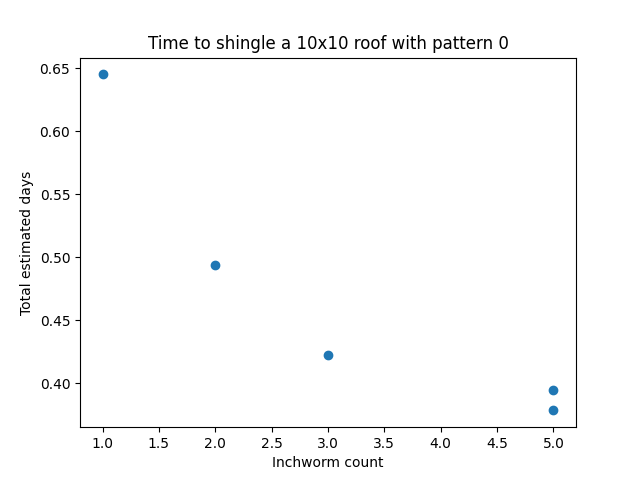 Time to shingle a 10x10 roof with pattern 0
Total estimated days
0.65
0.60
0.55
0.50
0.45
0.40
1.0 1.5 2.0 2.5 3.0 3.5 4.0 4.5 5.0
Inchworm count